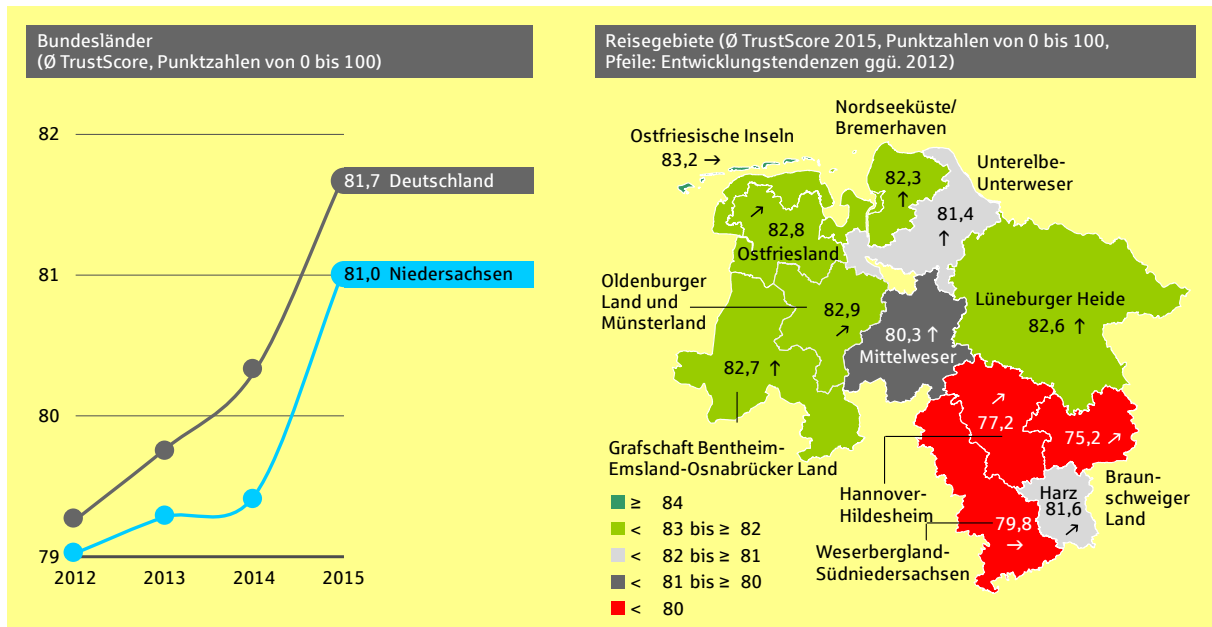 Bundesländer
(Ø TrustScore, Punktzahlen von 0 bis 100)
82
81,7 Deutschland
81
81,0 Niedersachsen
80
79
2012 2013 2014 2015
Reisegebiete (Ø TrustScore 2015, Punktzahlen von 0 bis 100,
Pfeile: Entwicklungstendenzen ggü. 2012)
Nordseeküste/
Bremerhaven
82,3
↑
Ostfriesische Inseln
83,2 →
Unterelbe-
Unterweser
81,4
↑
↗
82,8
Ostfriesland
Oldenburger
Land und
Münsterland
82,9
↗
Lüneburger Heide
82,6 ↑
80,3 ↑
Mittelweser
82,7 ↑
Grafschaft Bentheim-
Emsland-Osnabrücker Land
↗
77,2
Hannover-
Hildesheim
75,2 ↗
Braun-
schweiger
Land
Harz
81,6
↗
79,8
→
Weserbergland-
Südniedersachsen
≥ 84
< 83 bis ≥ 82
< 82 bis ≥ 81
< 81 bis ≥ 80
< 80